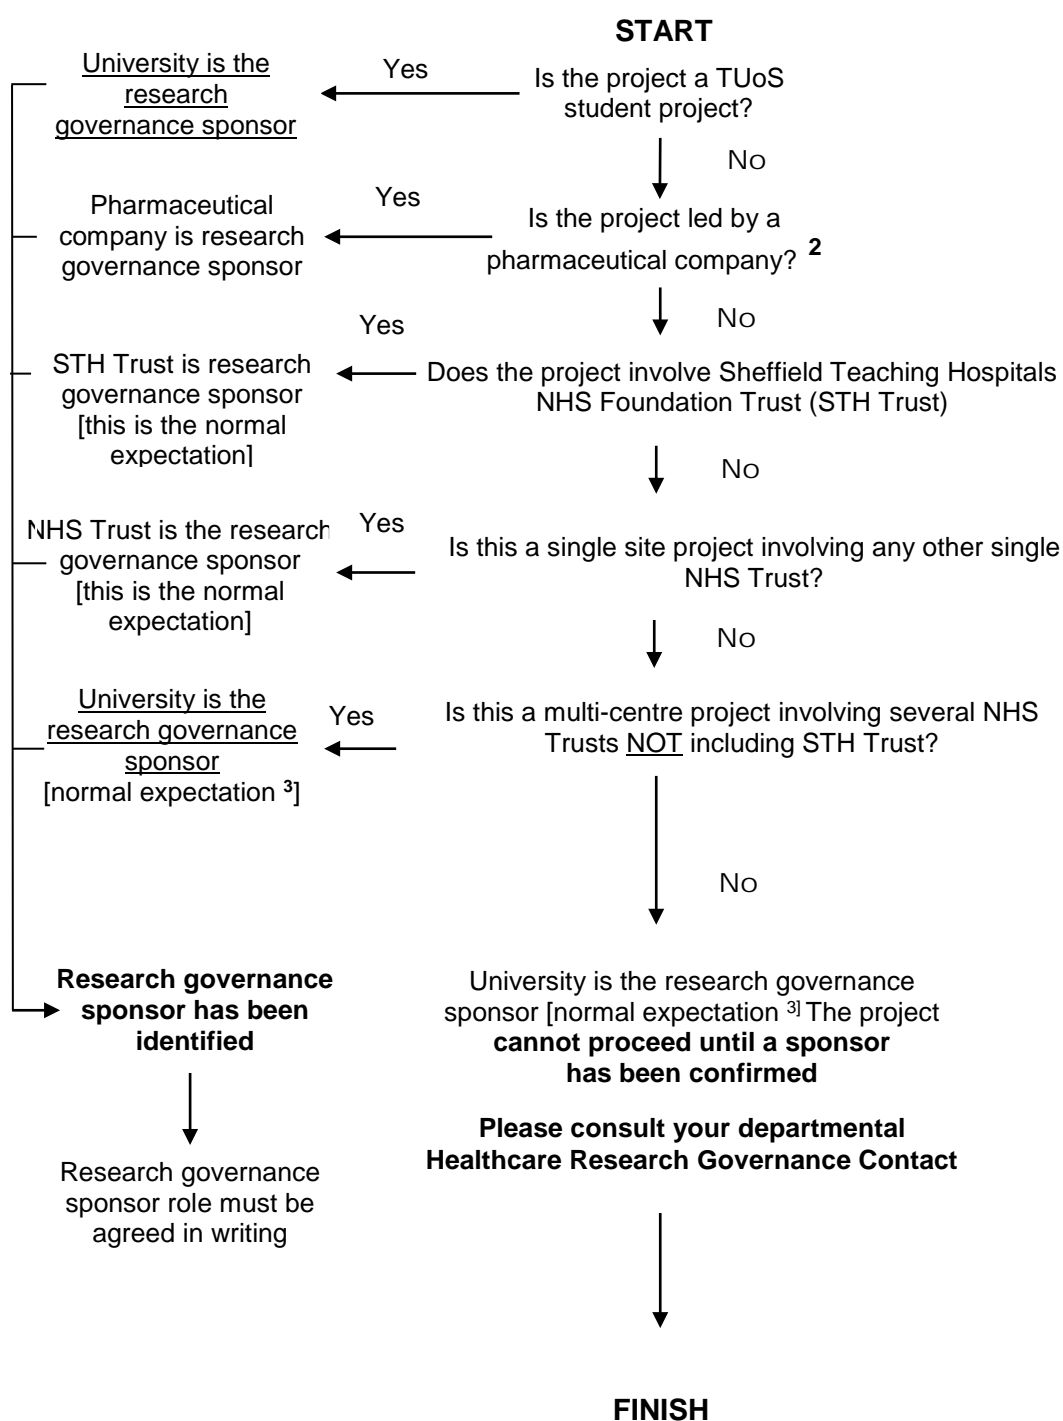 START
University is the
research
governance sponsor
Yes
Is the project a TUoS
student project?
No
Pharmaceutical
company is research
governance sponsor
Yes
Is the project led by a
pharmaceutical company? 2
No
Yes
STH Trust is research
governance sponsor
[this is the normal
expectation]
Does the project involve Sheffield Teaching Hospitals
NHS Foundation Trust (STH Trust)
No
NHS Trust is the research
governance sponsor
[this is the normal
expectation]
Yes
Is this a single site project involving any other single
NHS Trust?
No
University is the
research governance
sponsor
[normal expectation 3]
Yes
Is this a multi-centre project involving several NHS
Trusts NOT including STH Trust?
No
Research governance
sponsor has been
identified
University is the research governance
sponsor [normal expectation 3] The project
cannot proceed until a sponsor
has been confirmed
Please consult your departmental
Healthcare Research Governance Contact
Research governance
sponsor role must be
agreed in writing
FINISH